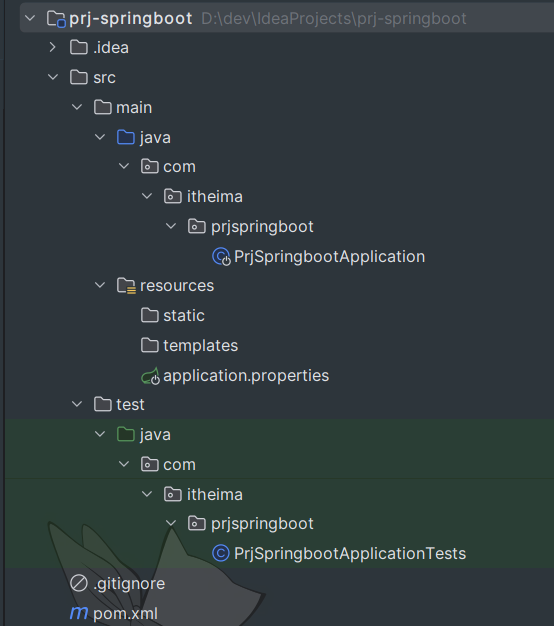 prj-springboot D:\dev\IdeaProjects\prj-springboot
.idea
src
main
java
com
itheima
prjspringboot
PrjSpringbootApplication
resources
static
templates
application.properties
test
java
com
itheima
prjspringboot
PrjSpringbootApplicationTests
.gitignore
pom.xml